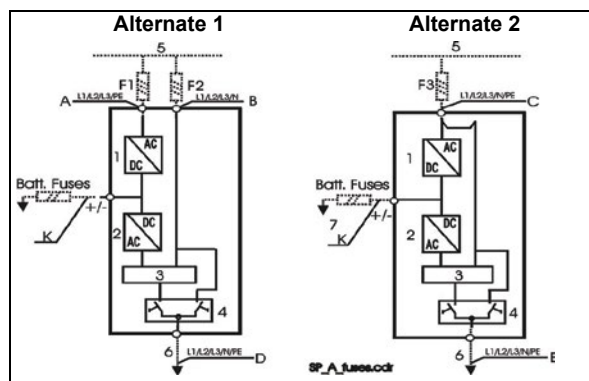 Alternate 1
5
F1
F2
A
L1/L2/L3/PE
L1/L2/L3/N
B
1
AC
DC
Batt. Fuses
+/-
K
2
DC
AC
3
4
6
L1/L2/L3/N/PE
D
Alternate 2
5
F3
L1/L2/L3/N/PE
C
1
AC
DC
Batt. Fuses
+/-
7
K
2
DC
AC
3
4
6
L1/L2/L3/N/PE
E
SP_A_fuses.cdr